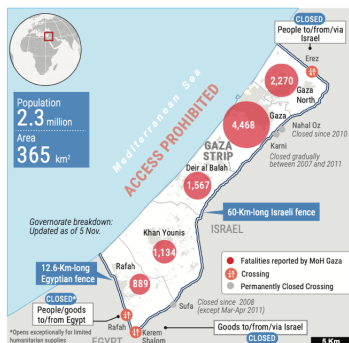 CLOSED
People to/from/via
Israel
Erez
2,270
Gaza
North
Population
2.3 million
Area
365 km²
Mediterranean Sea
ACCESS PROHIBITED
4,468
Gaza
Nahal Oz
Closed since 2010
GAZA
STRIP
Karni
Closed gradually
between 2007 and 2011
Deir al Balah
1,567
Governorate breakdown:
Updated as of 5 Nov.
60-Km-long Israeli fence
ISRAEL
Khan Younis
1,134
12.6-Km-long
Egyptian fence
Rafah
889
Fatalities reported by MoH Gaza
Crossing
Permanently Closed Crossing
CLOSED*
People/goods
to/from Egypt
Sufa
Closed since 2008
(except Mar-Apr 2011)
*Opens exceptionally for limited
humanitarian supplies
Rafah
EGYPT
Kerem
Shalom
Goods to/from/via Israel
CLOSED
5 Km